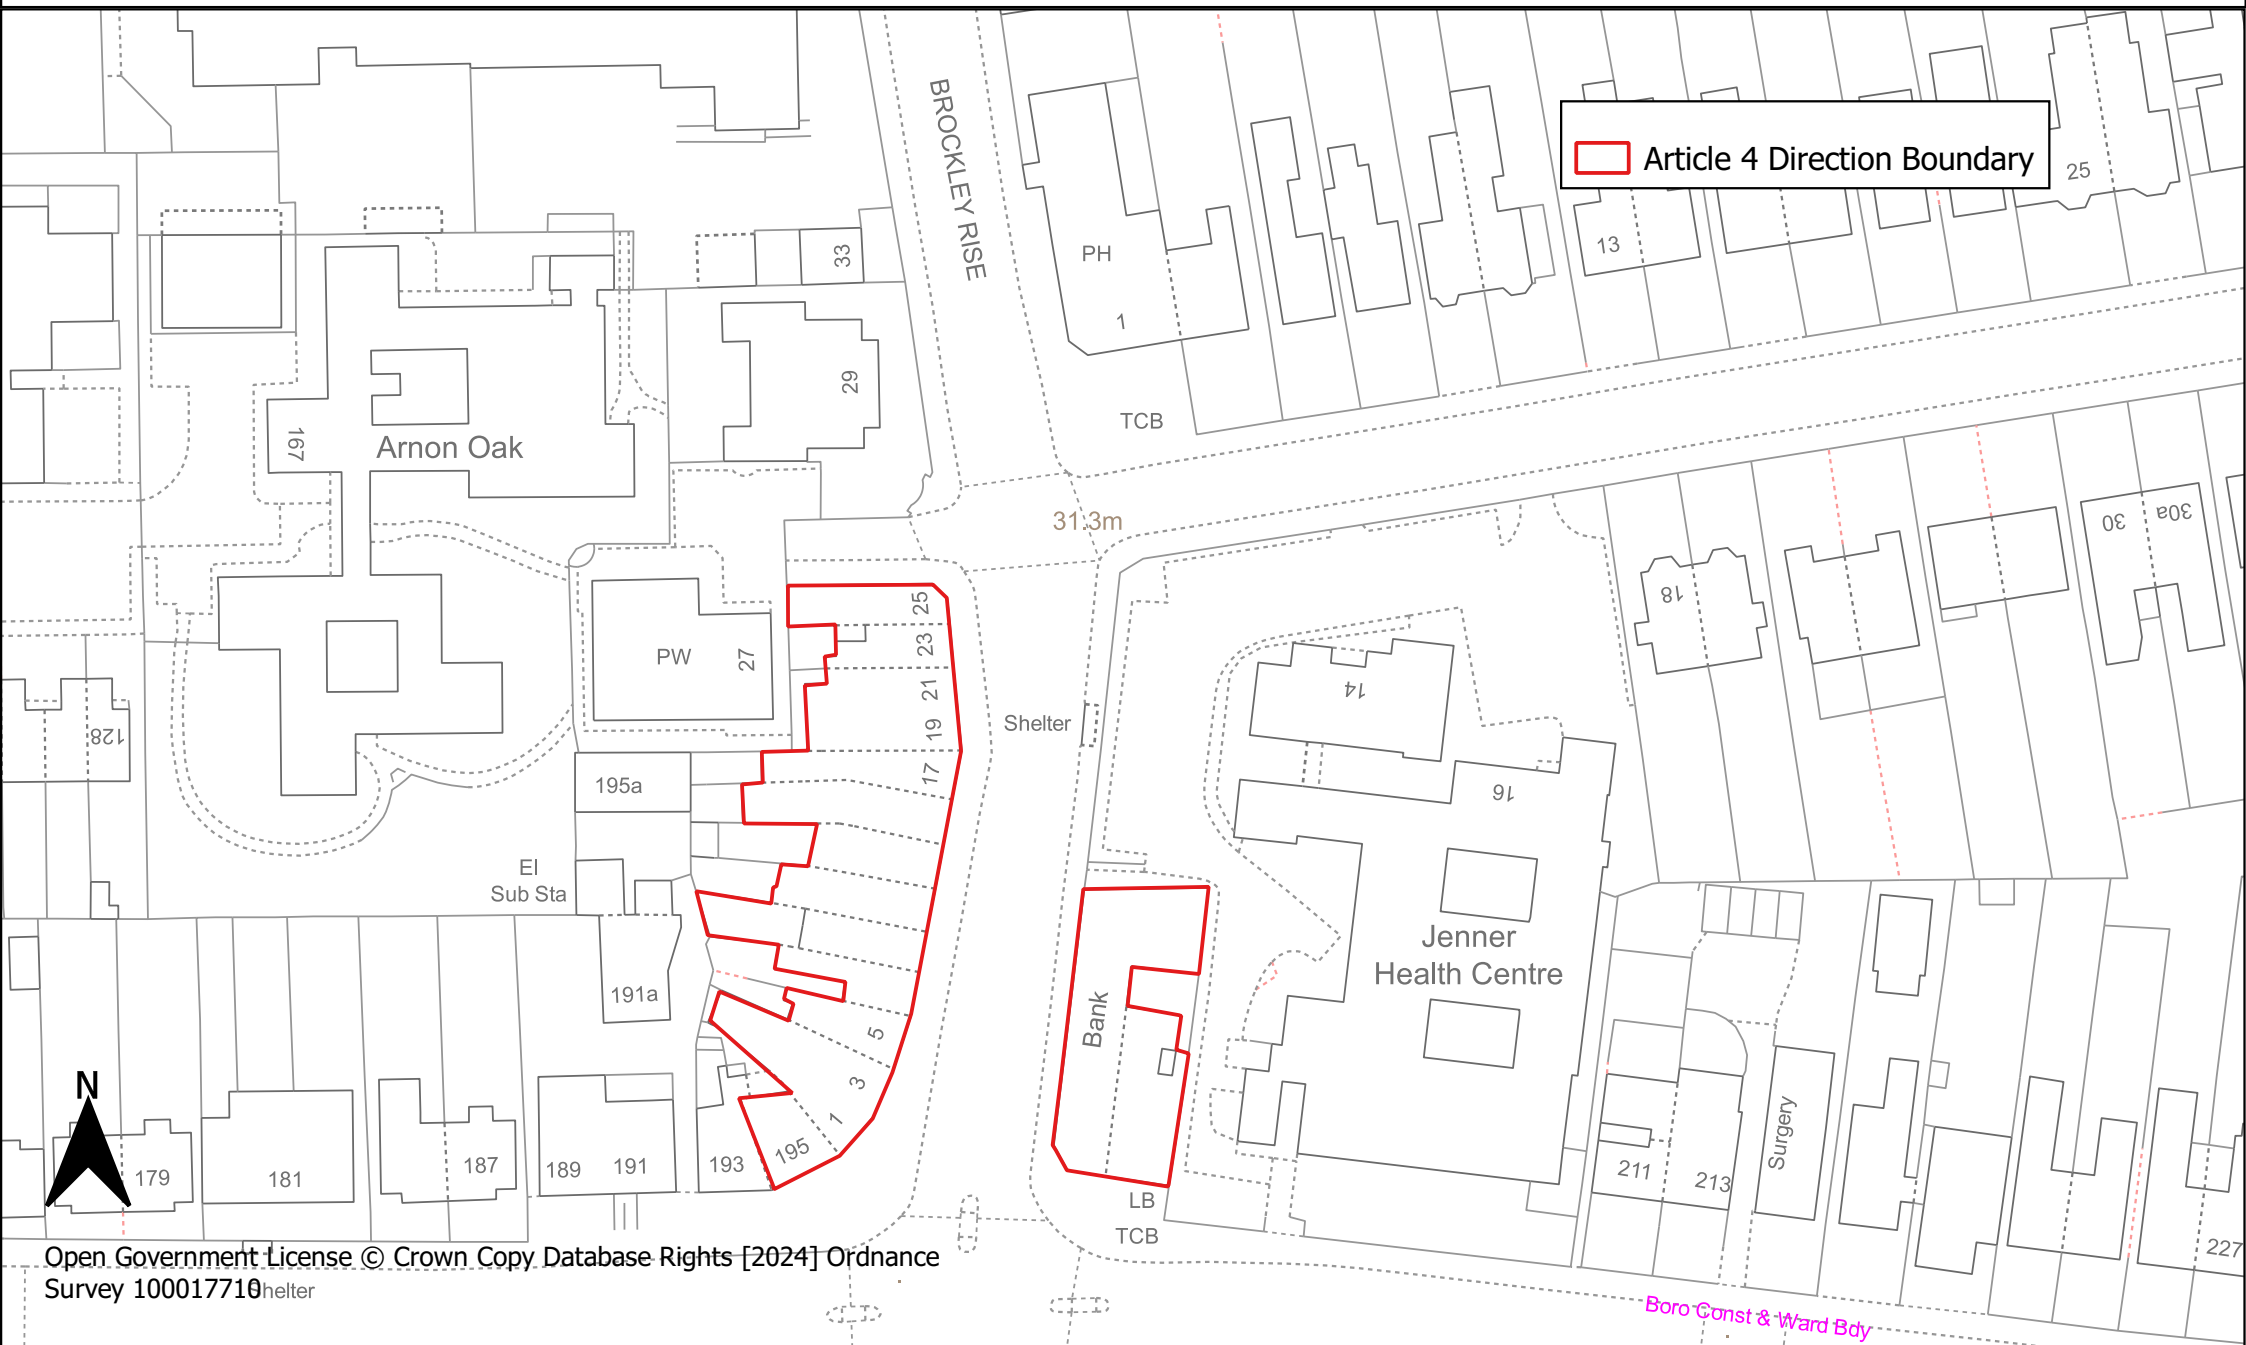 BROCKLEY RISE
Article 4 Direction Boundary
25
13
PH
1
33
29
TCB
167
Arnon Oak
31.3m
30
30a
18
25
23
21
19
17
PW
27
Shelter
14
16
128
195a
El
Sub Sta
Jenner
Health Centre
Bank
191a
5
3
1
195
193
N
179
181
187
189
191
211
213
Surgery
227
LB
TCB
Open Government License © Crown Copy Database Rights [2024] Ordnance
Survey 100017710
Shelter
Boro Const & Ward Bdy